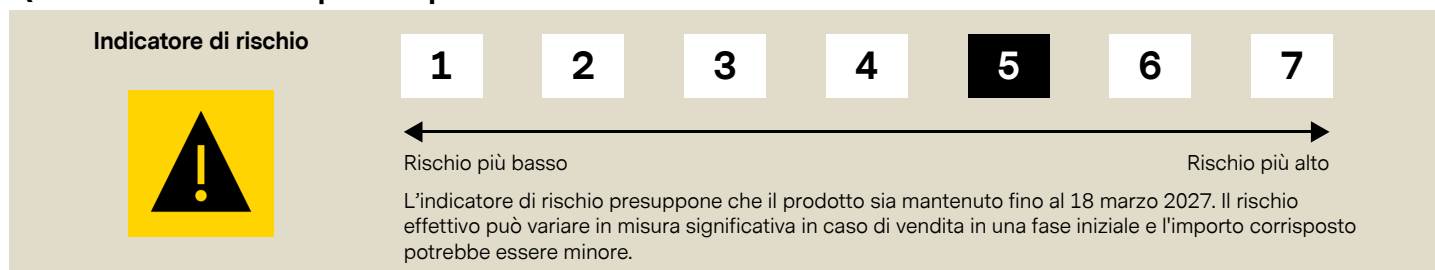 Indicatore di rischio
1 2 3 4 5 6 7
Rischio più basso Rischio più alto
L'indicatore di rischio presuppone che il prodotto sia mantenuto fino al 18 marzo 2027. Il rischio
effettivo può variare in misura significativa in caso di vendita in una fase iniziale e l'importo corrisposto
potrebbe essere minore.